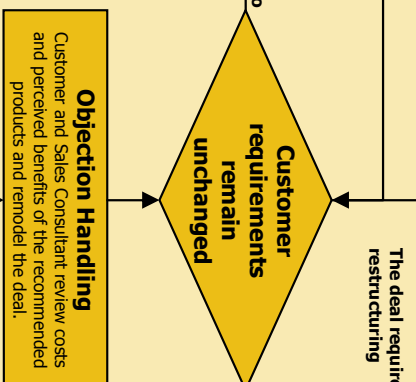 Customer
requirements
remain
unchanged
The deal
restructuring
Objection Handling
Customer and Sales Consultant review costs
and perceived benefits of the recommended
products and remodel the deal.